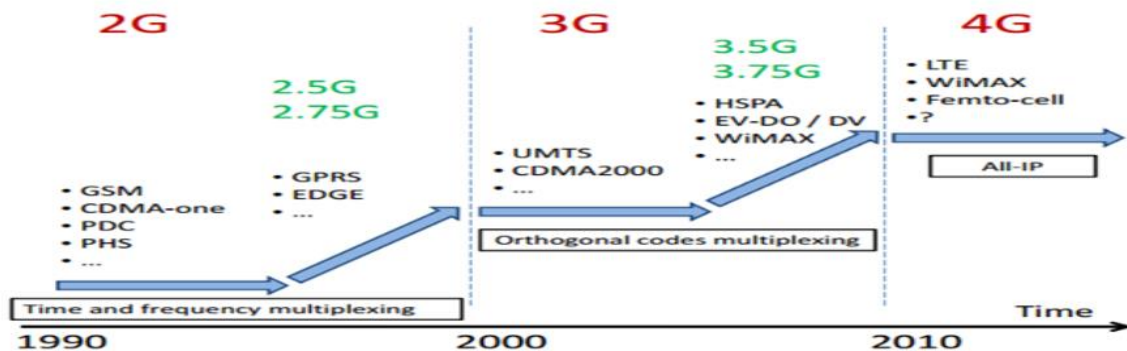 2G
2.5G
2.75G
• GSM
• CDMA-one
• PDC
• PHS
• ...
• GPRS
• EDGE
• ...
Time and frequency multiplexing
3G
3.5G
3.75G
• UMTS
• CDMA2000
• ...
• HSPA
• EV-DO / DV
• WiMAX
• ...
Orthogonal codes multiplexing
4G
• LTE
• WiMAX
• Femto-cell
• ?
All-IP
Time
1990
2000
2010